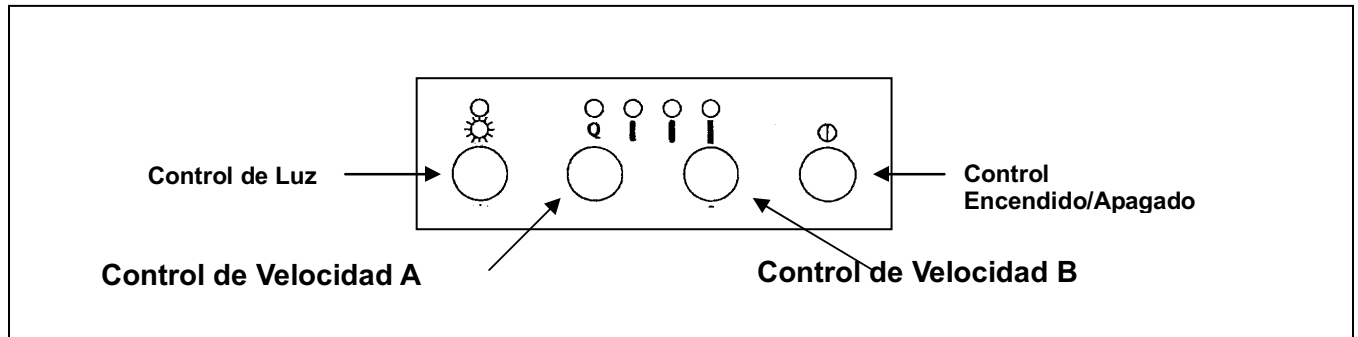 Q
Control de Luz
Control
Encendido/Apagado
Control de Velocidad A
Control de Velocidad B